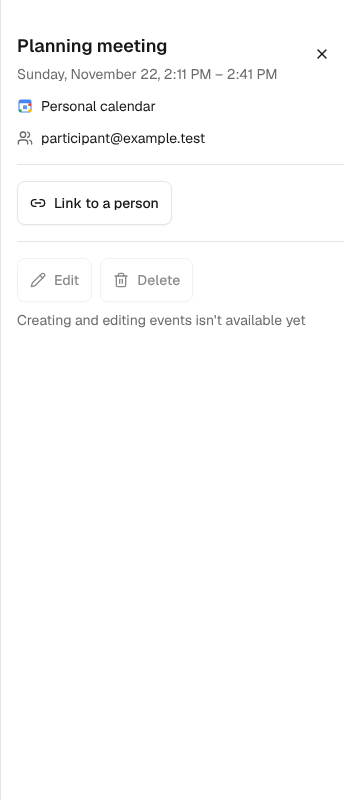 Planning meeting
Sunday, November 22, 2:11 PM – 2:41 PM
Personal calendar
participant@example.test
Link to a person
Edit
Delete
Creating and editing events isn't available yet